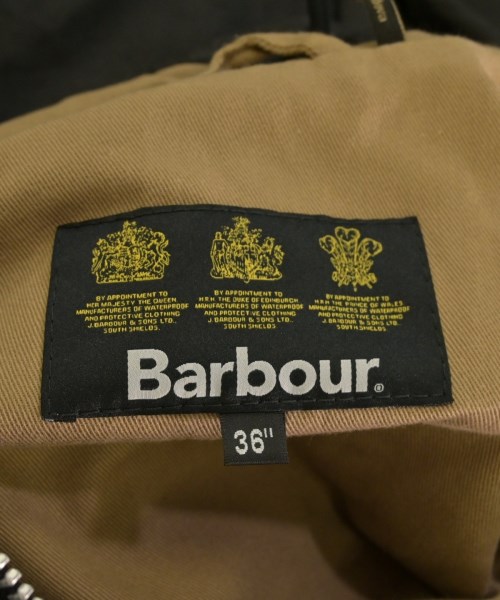 BY APPOINTMENT TO
H.M. MAJESTY THE QUEEN
MANUFACTURERS OF WATERPROOF
AND PROTECTIVE CLOTHING
J.BARBOUR & SONS LTD.,
SOUTH SHIELDS.
BY APPOINTMENT TO
H.R.H. THE DUKE OF EDINBURGH
MANUFACTURERS OF WATERPROOF
AND PROTECTIVE CLOTHING
J.BARBOUR & SONS LTD.,
SOUTH SHIELDS
BY APPOINTMENT TO
H.R.H. THE PRINCE OF WALES
MANUFACTURERS OF WATERPROOF
AND PROTECTIVE CLOTHING
J.BARBOUR & SONS LTD.,
SOUTH SHIELDS.
Barbour®
36"